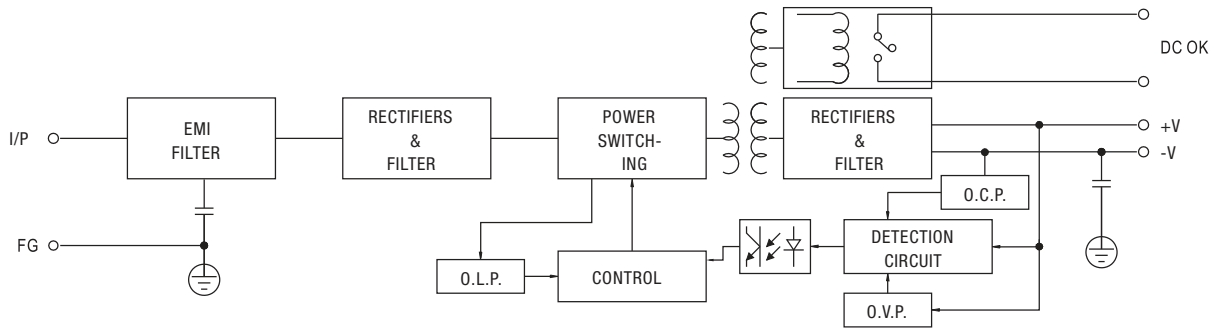 DC OK
I/P
EMI
FILTER
RECTIFIERS
&
FILTER
POWER
SWITCH-
ING
RECTIFIERS
&
FILTER
+V
-V
O.C.P.
FG
O.L.P.
CONTROL
DETECTION
CIRCUIT
O.V.P.